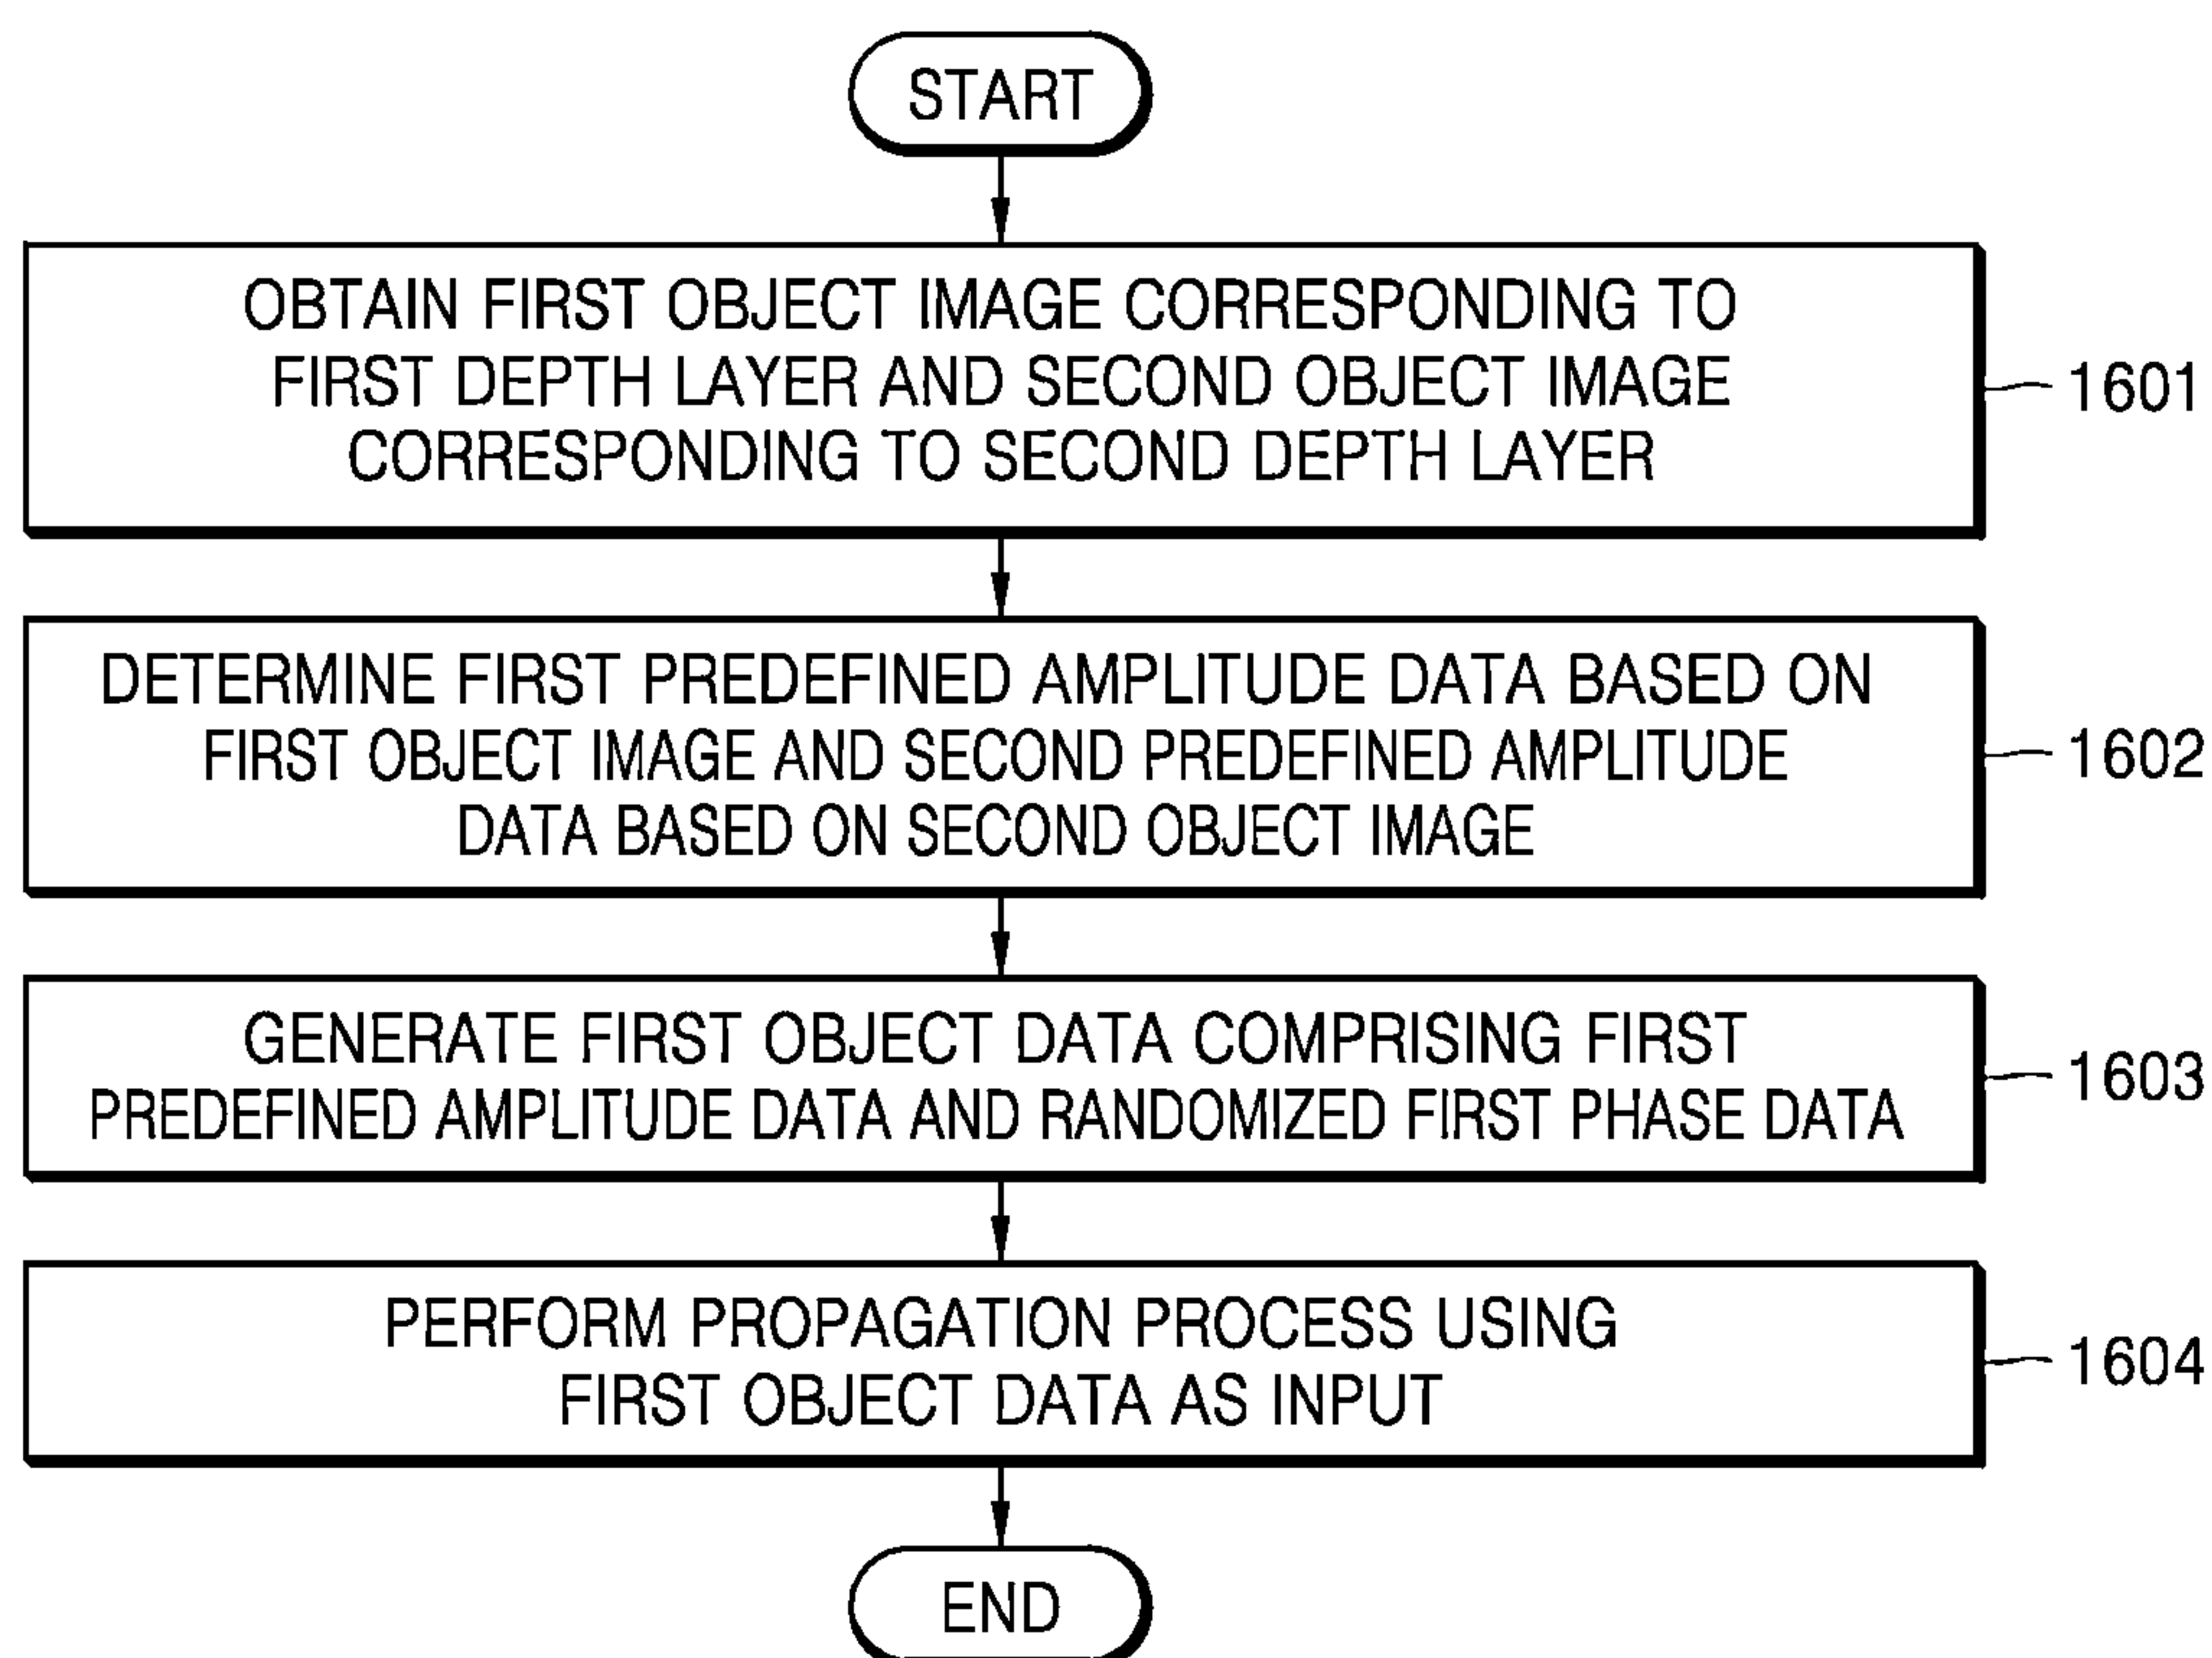 START
OBTAIN FIRST OBJECT IMAGE CORRESPONDING TO
FIRST DEPTH LAYER AND SECOND OBJECT IMAGE
CORRESPONDING TO SECOND DEPTH LAYER
1601
DETERMINE FIRST PREDEFINED AMPLITUDE DATA BASED ON
FIRST OBJECT IMAGE AND SECOND PREDEFINED AMPLITUDE
DATA BASED ON SECOND OBJECT IMAGE
1602
GENERATE FIRST OBJECT DATA COMPRISING FIRST
PREDEFINED AMPLITUDE DATA AND RANDOMIZED FIRST PHASE DATA
1603
PERFORM PROPAGATION PROCESS USING
FIRST OBJECT DATA AS INPUT
1604
END